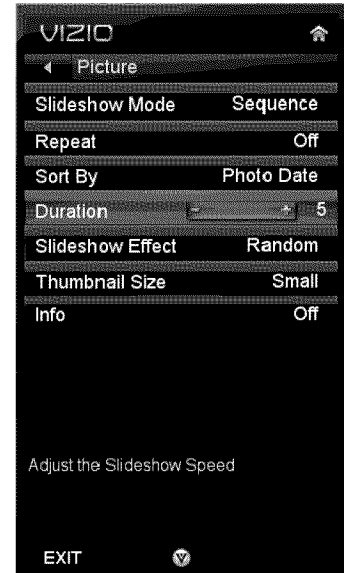 VIZIO
Picture
Slideshow Mode Sequence
Repeat Off
Sort By Photo Date
Duration - + 5
Slideshow Effect Random
Thumbnail Size Small
Info Off
Adjust the Slideshow Speed
EXIT V